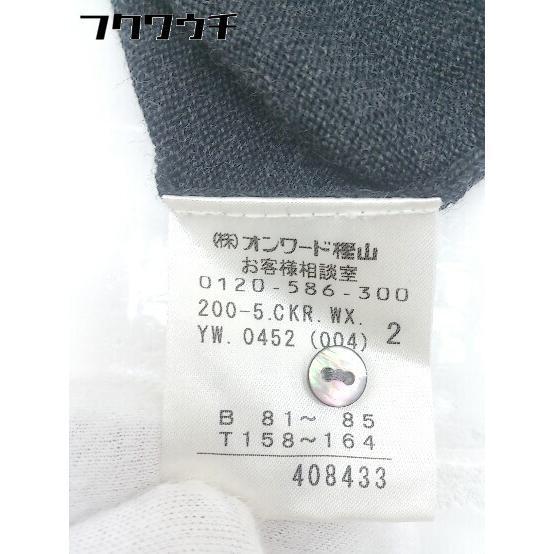 フクワウチ
(株)オンワード樫山
お客様相談室
0120-586-300
200-5.CKR.WX.
YW.0452 (004) 2
B 81~ 85
T158~164
408433